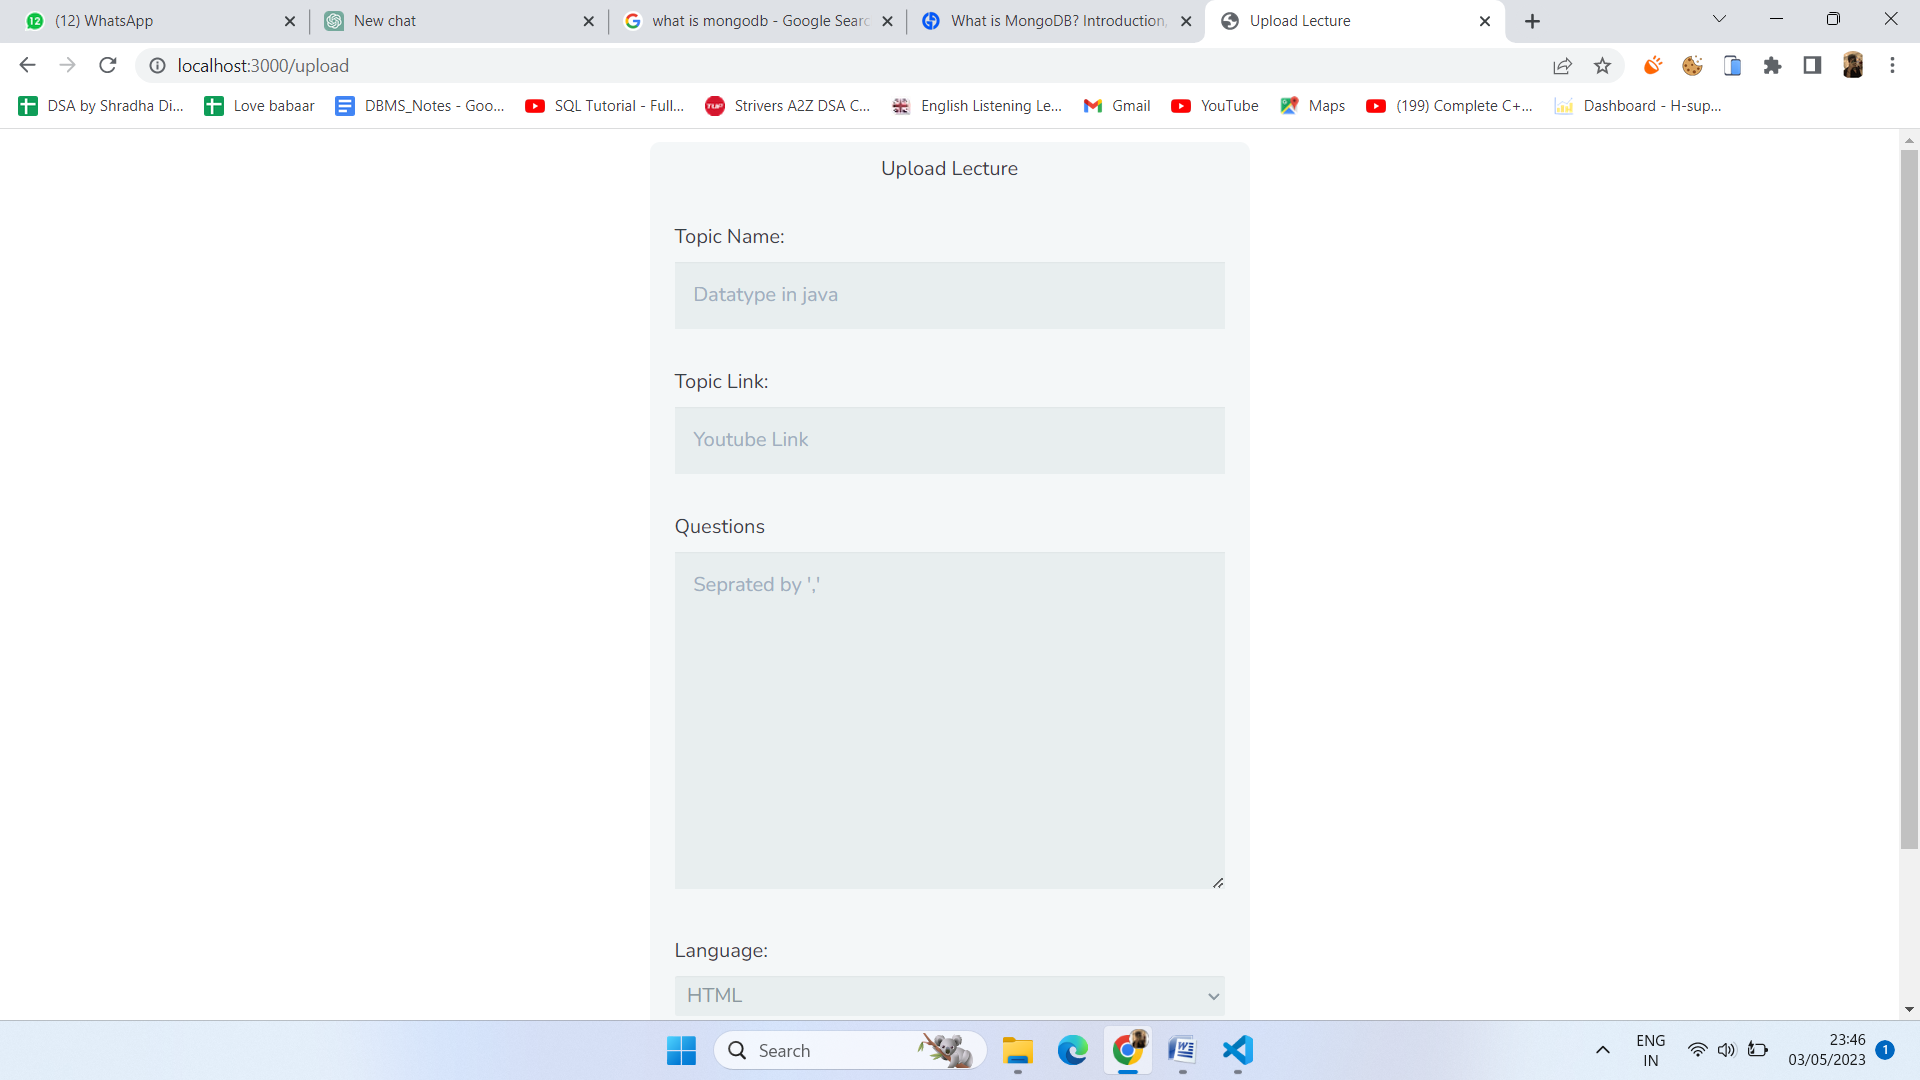 12
(12) WhatsApp
New chat
what is mongodb - Google Searc
What is MongoDB? Introduction,
Upload Lecture
localhost:3000/upload
DSA by Shradha Di...
Love babaar
DBMS_Notes - Goo...
SQL Tutorial - Full...
TUF
Strivers A2Z DSA C...
English Listening Le...
Gmail
YouTube
Maps
(199) Complete C+...
Dashboard - H-sup...
Upload Lecture
Topic Name:
Datatype in java
Topic Link:
Youtube Link
Questions
Seprated by ','
Language:
HTML
Search
ENG
IN
23:46
03/05/2023
1